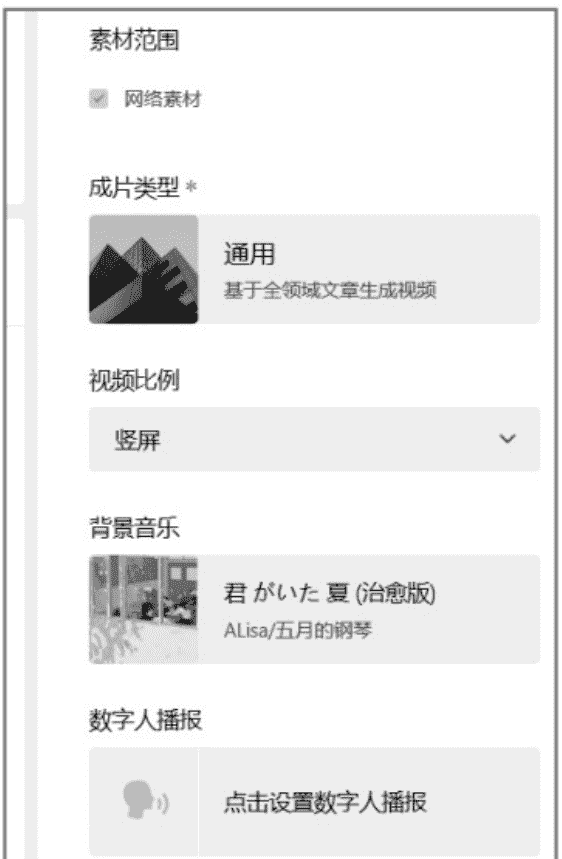 素材范围
网络素材
成片类型 *
通用
基于全领域文章生成视频
视频比例
竖屏
背景音乐
君がいた 夏 (治愈版)
ALisa/五月的钢琴
数字人播报
点击设置数字人播报